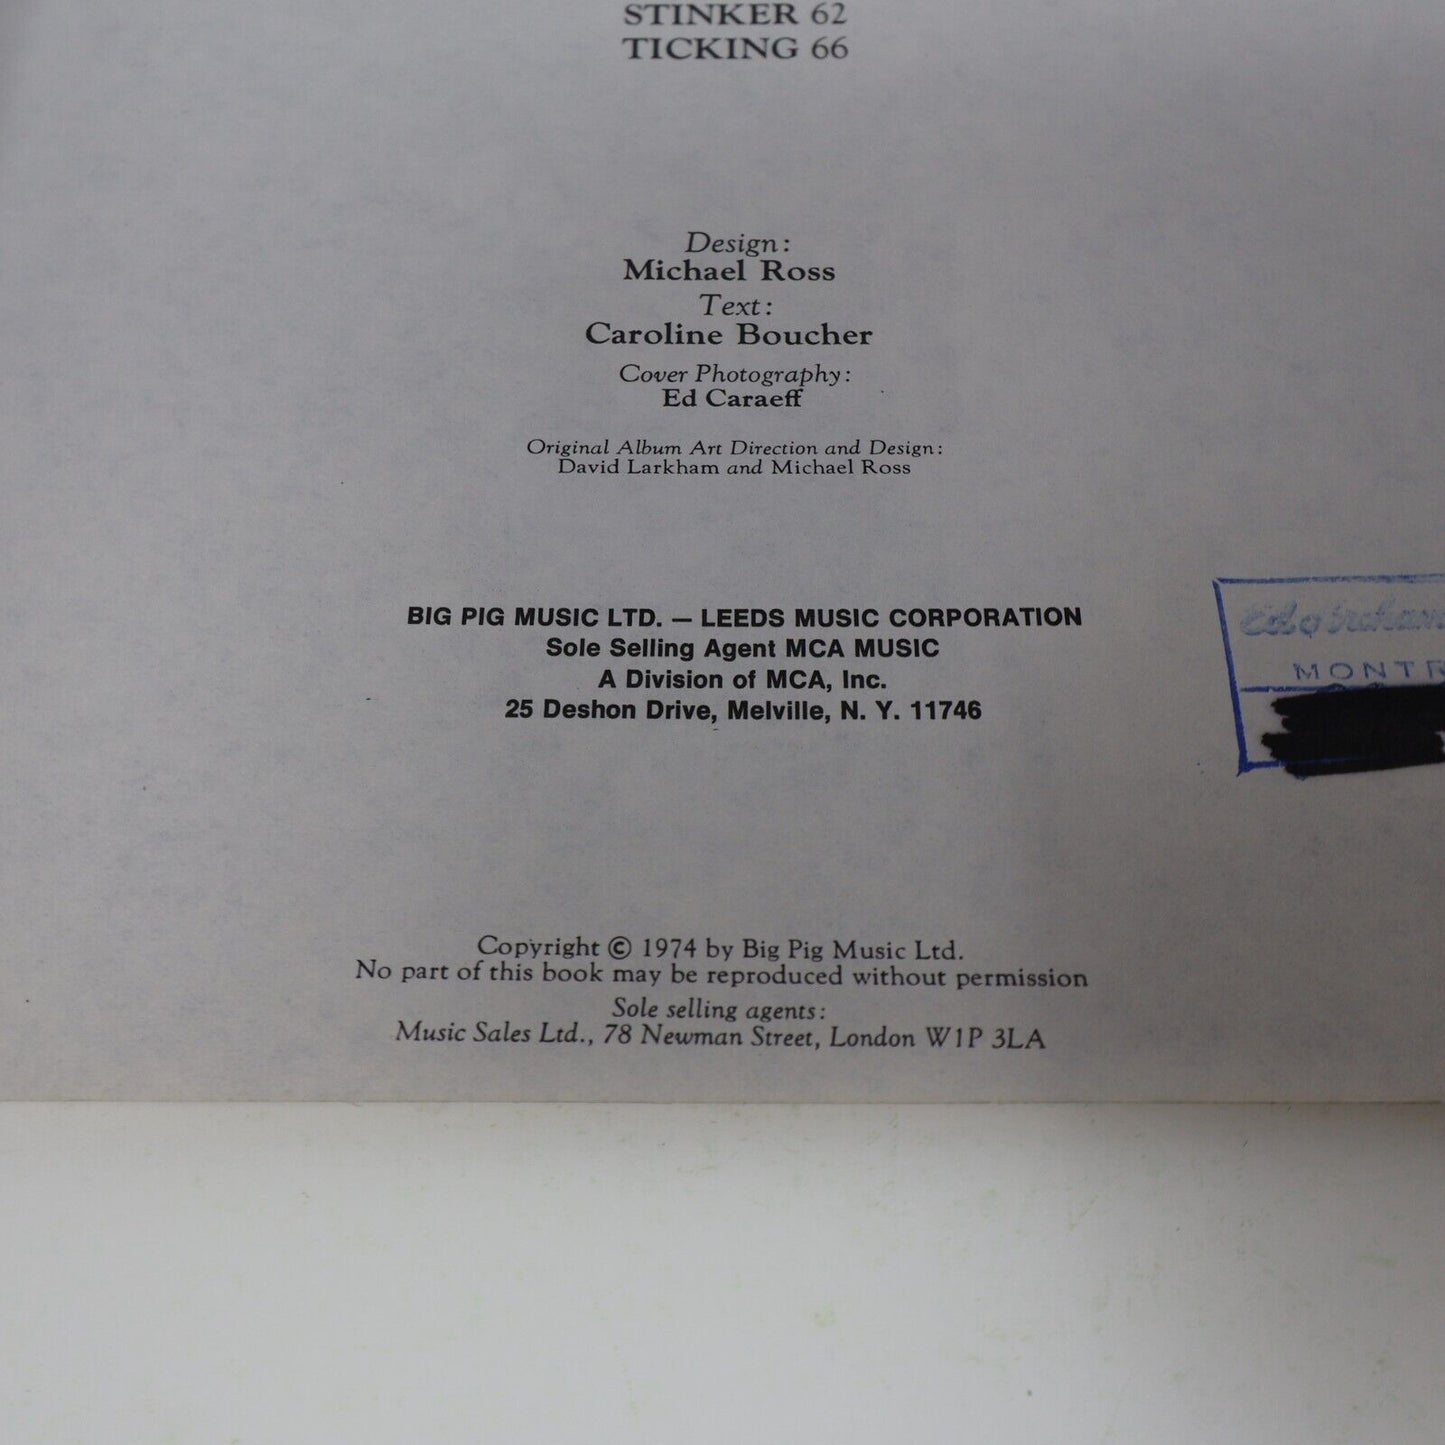 STINKER 62
TICKING 66
Design:
Michael Ross
Text:
Caroline Boucher
Cover Photography:
Ed Caraeff
Original Album Art Direction and Design:
David Larkham and Michael Ross
BIG PIG MUSIC LTD. — LEEDS MUSIC CORPORATION
Sole Selling Agent MCA MUSIC
A Division of MCA, Inc.
25 Deshon Drive, Melville, N. Y. 11746
MONTR
Copyright © 1974 by Big Pig Music Ltd.
No part of this book may be reproduced without permission
Sole selling agents:
Music Sales Ltd., 78 Newman Street, London W1P 3LA